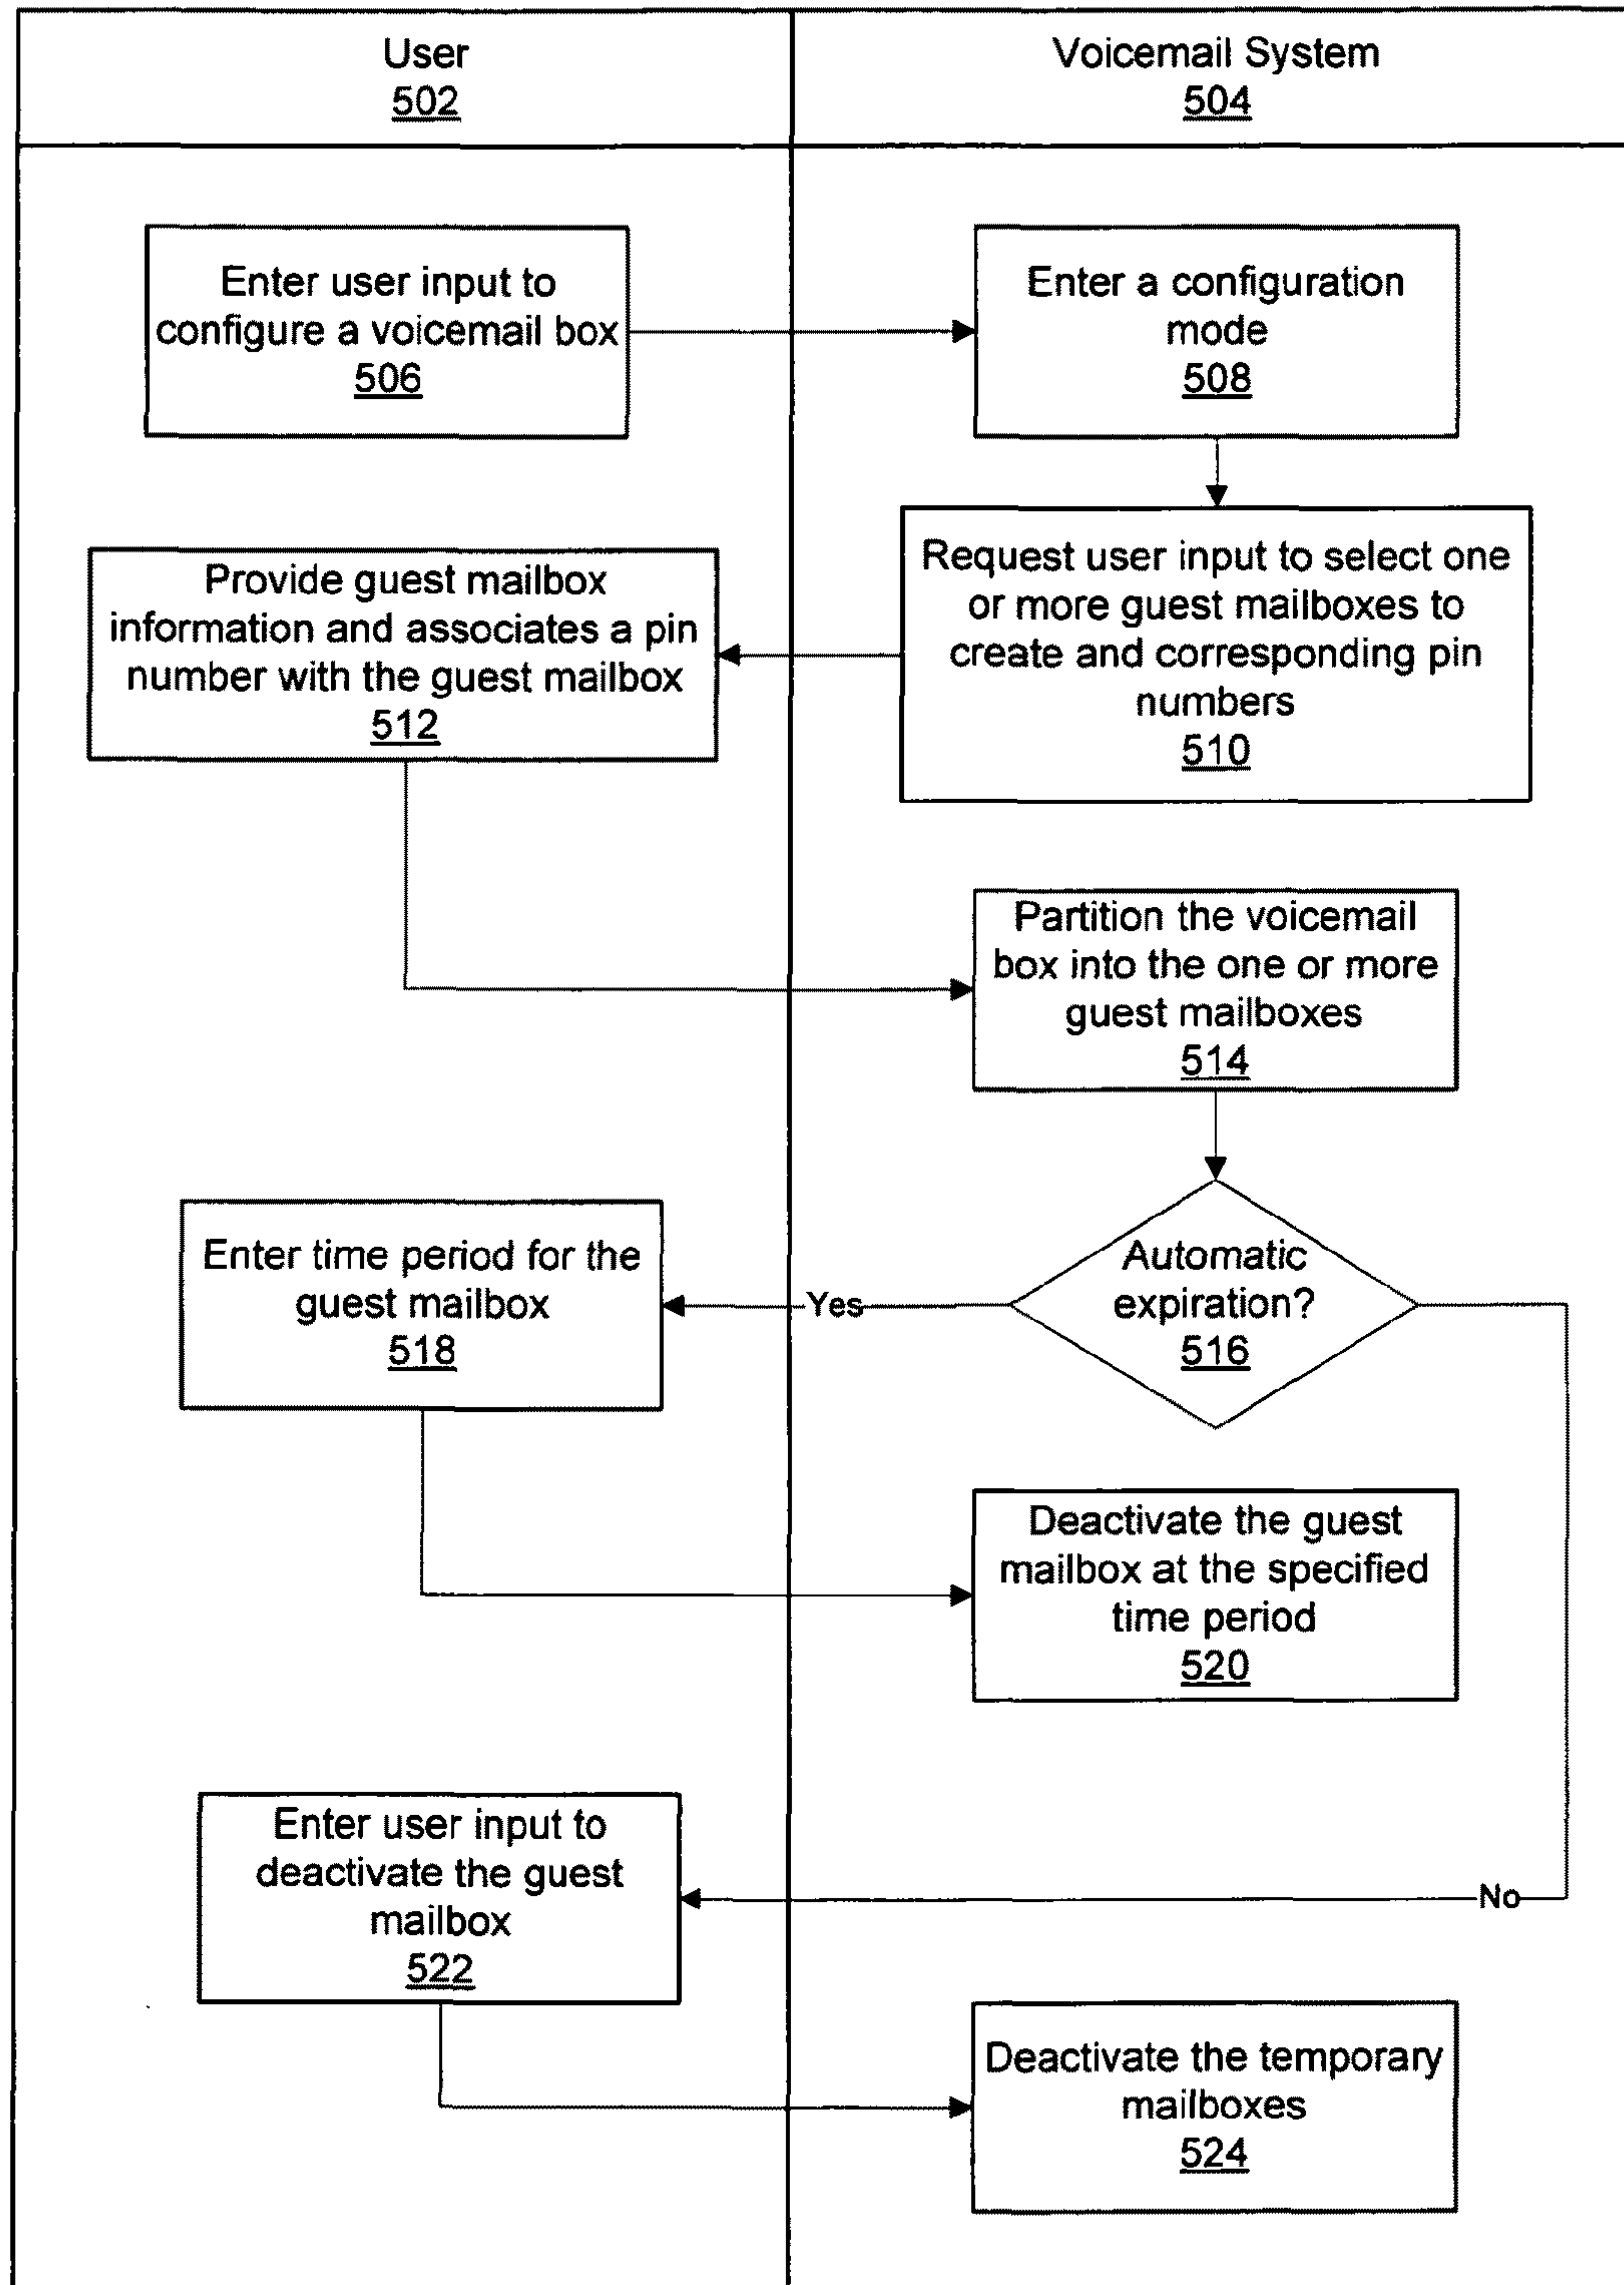 User
502
Voicemail System
504
Enter user input to
configure a voicemail box
506
Enter a configuration
mode
508
Request user input to select one
or more guest mailboxes to
create and corresponding pin
numbers
510
Provide guest mailbox
information and associates a pin
number with the guest mailbox
512
Partition the voicemail
box into the one or more
guest mailboxes
514
Automatic
expiration?
516
Yes
Enter time period for the
guest mailbox
518
Deactivate the guest
mailbox at the specified
time period
520
No
Enter user input to
deactivate the guest
mailbox
522
Deactivate the temporary
mailboxes
524